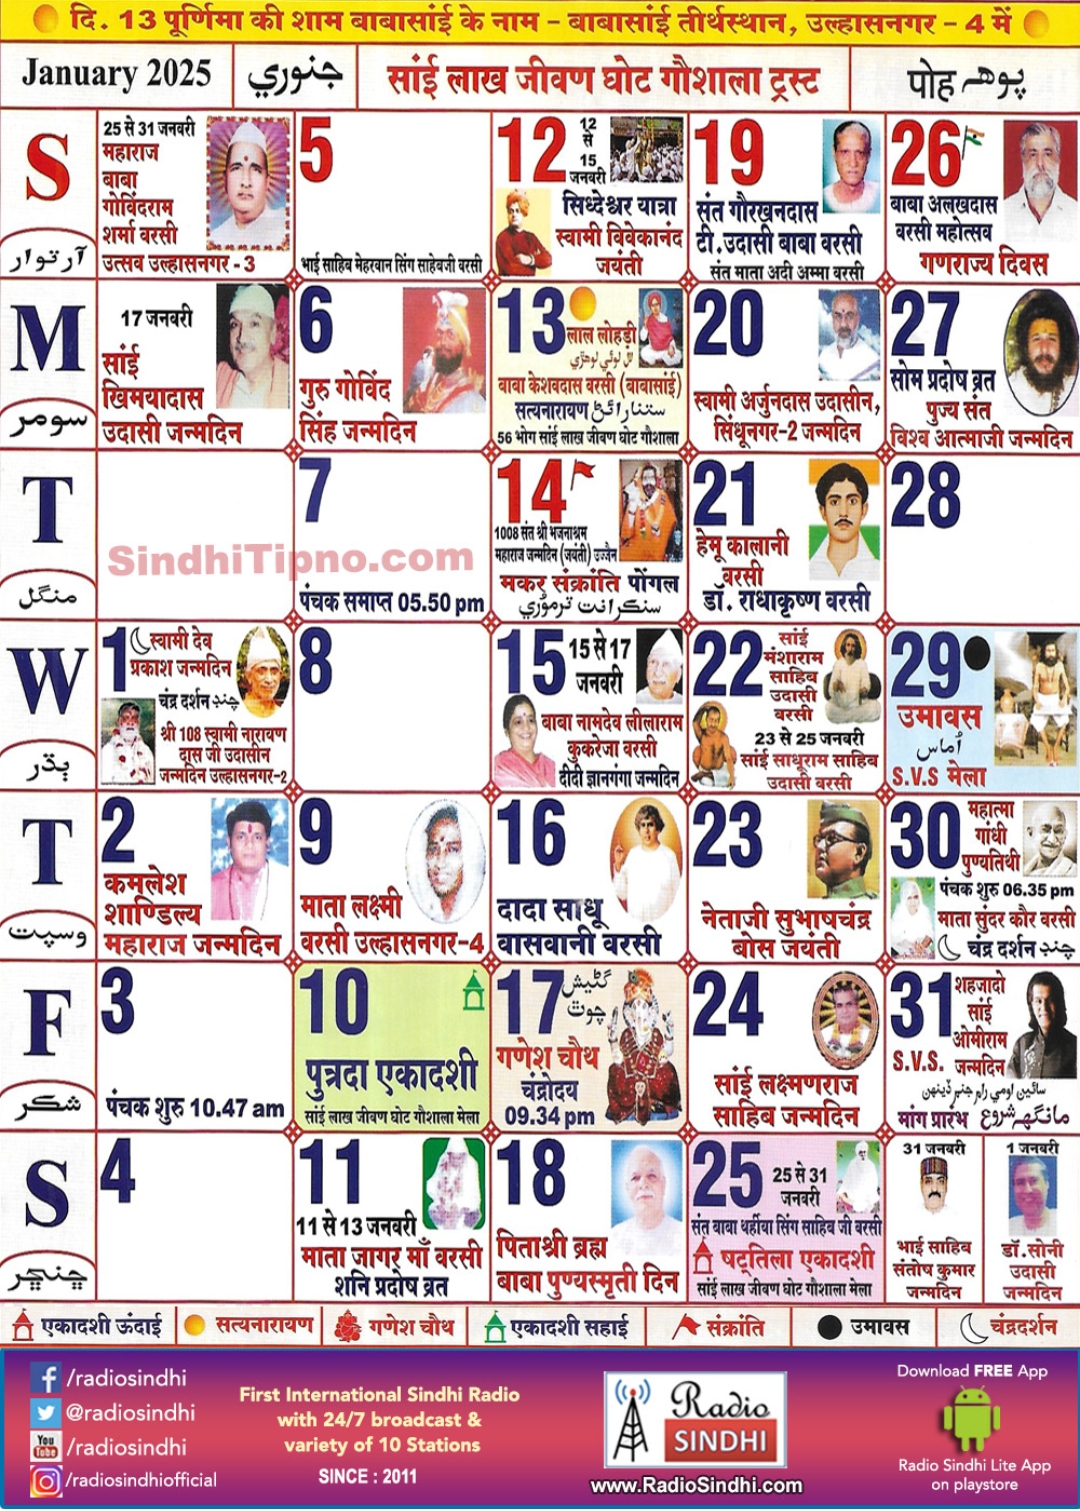 दि. 13 पूर्णिमा की शाम बाबासांई के नाम - बाबासांई तीर्थस्थान, उल्हासनगर - 4 में
January 2025
جنوري
सांई लाख जीवण घोट गौशाला ट्रस्ट
पोह پوھہ
S
آرتوار
25 से 31 जनवरी
महाराज
बाबा
गोविंदराम
शर्मा वरसी
उत्सव उल्हासनगर - 3
5
भाई साहिब मेहरवान सिंग साहेबजी वरसी
12
12
से
15
जनवरी
सिध्देश्वर यात्रा
स्वामी विवेकानंद
जयंती
19
संत गौरखनदास
टी. उदासी बाबा वरसी
संत माता अदी अम्मा वरसी
26
बाबा अलखदास
वरसी महोत्सव
गणराज्य दिवस
M
سومر
17 जनवरी
सांई
खिमयादास
उदासी जन्मदिन
6
गुरु गोविंद
सिंह जन्मदिन
13
लाल लोहड़ी
لال لوئي لوهڙي
बाबा केशवदास वरसी (बाबासांई)
सत्यनारायण ستنارائڻ
56 भोग सांई लाख जीवण घोट गौशाला
20
स्वामी अर्जुनदास उदासीन,
सिंधूनगर-2 जन्मदिन
27
सोम प्रदोष व्रत
पुज्य संत
विश्व आत्माजी जन्मदिन
T
منگل
SindhiTipno.com
7
पंचक समाप्त 05.50 pm
14
1008 संत श्री भजनाश्रम
महाराज जन्मदिन (जयंती) उज्जैन
मकर संक्रांति पोंगल
سنڪرانت ترموري
21
हेमू कालानी
वरसी
डॉ. राधाकृष्ण वरसी
28
W
ٻڌر
1
स्वामी देव
प्रकाश जन्मदिन
चंद्र दर्शन چنڊ
श्री 108 स्वामी नारायण
दास जी उदासीन
जन्मदिन उल्हासनगर-2
8
15
15 से 17
जनवरी
बाबा नामदेव लीलाराम
कुकरेजा वरसी
दीदी ज्ञानगंगा जन्मदिन
22
सांई
मंशाराम
साहिब
उदासी
वरसी
23 से 25 जनवरी
सांई साधूराम साहिब
उदासी वरसी
29
उमावस
اُماس
S.V.S मेला
T
وسپت
2
कमलेश
शाण्डिल्य
महाराज जन्मदिन
9
माता लक्ष्मी
वरसी उल्हासनगर-4
16
दादा साधू
वासवानी वरसी
23
नेताजी सुभाषचंद्र
बोस जयंती
30
महात्मा
गांधी
पुण्यतिथी
पंचक शुरु 06.35 pm
माता सुंदर कौर वरसी
चंद्र दर्शन چنڊ
F
شڪر
3
पंचक शुरु 10.47 am
10
पुत्रदा एकादशी
सांई लाख जीवण घोट गौशाला मेला
17
گڻيش
چوٿ
गणेश चौथ
चंद्रोदय
09.34 pm
24
सांई लक्ष्मणराज
साहिब जन्मदिन
31
शहजादो
सांई
ओमीराम
S.V.S. जन्मदिन
سائين اومي رام جنم ڏينهن
मांग प्रारंभ مانگهہ شروع
S
ڇنڇر
4
11
11 से 13 जनवरी
माता जागर माँ वरसी
शनि प्रदोष व्रत
18
पिताश्री ब्रह्म
बाबा पुण्यस्मृती दिन
25
25 से 31
जनवरी
संत बाबा थर्हीया सिंग साहिब जी वरसी
षट्तिला एकादशी
सांई लाख जीवण घोट गौशाला मेला
31 जनवरी
भाई साहिब
संतोष कुमार
जन्मदिन
1 जनवरी
डॉ. सोनी
उदासी
जन्मदिन
एकादशी ऊंदाई
सत्यनारायण
गणेश चौथ
एकादशी सहाई
संक्रांति
उमावस
चंद्रदर्शन
/radiosindhi
@radiosindhi
You Tube /radiosindhi
/radiosindhiofficial
First International Sindhi Radio
with 24/7 broadcast &
variety of 10 Stations
SINCE : 2011
Radio
SINDHI
www.RadioSindhi.com
Download FREE App
Radio Sindhi Lite App
on playstore